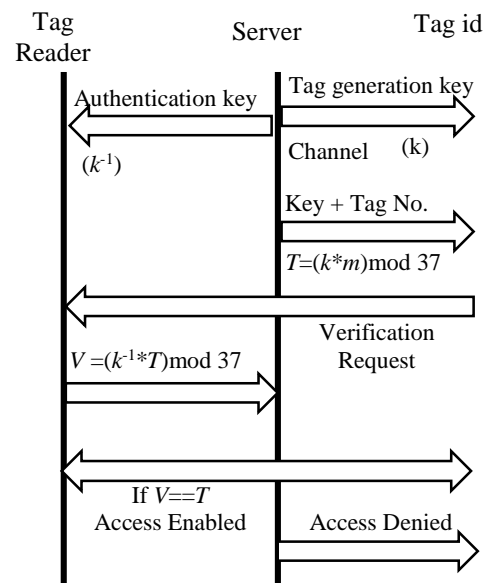 Tag
Reader
Server
Tag id
Authentication key
Tag generation key
(k⁻¹)
Channel (k)
Key + Tag No.
T=(k*m)mod 37
Verification
Request
V =(k⁻¹*T)mod 37
If V==T
Access Enabled
Access Denied